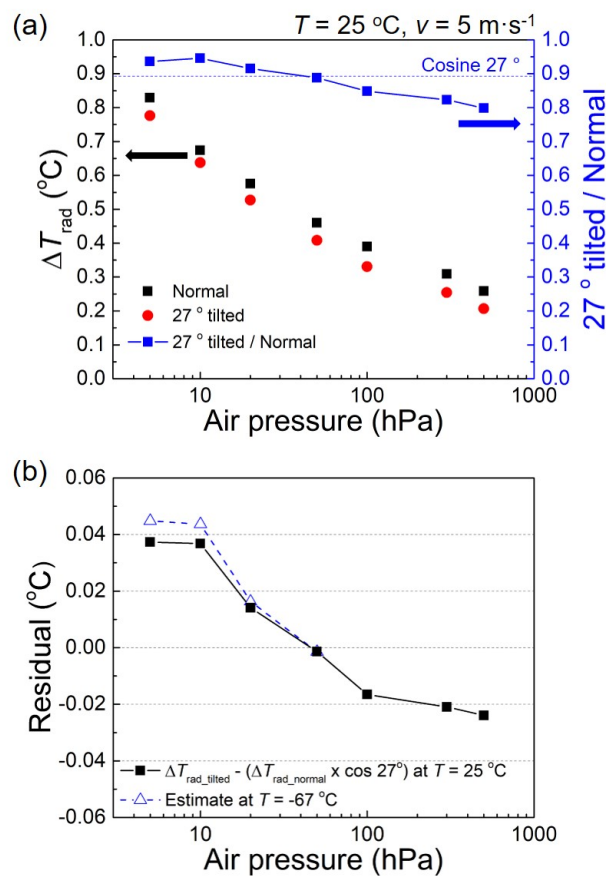 (a)
T = 25 °C, v = 5 m·s⁻¹
1.0
0.9
0.8
0.7
0.6
0.5
0.4
0.3
0.2
0.1
0.0
ΔT_rad (°C)
Cosine 27 °
Normal
27 ° tilted
27 ° tilted / Normal
1.0
0.9
0.8
0.7
0.6
0.5
0.4
0.3
0.2
0.1
0.0
27 ° tilted / Normal
10 100 1000
Air pressure (hPa)
(b)
0.06
0.04
0.02
0.00
-0.02
-0.04
-0.06
Residual (°C)
ΔT_rad_tilted - (ΔT_rad_normal x cos 27°) at T = 25 °C
Estimate at T = -67 °C
10 100 1000
Air pressure (hPa)